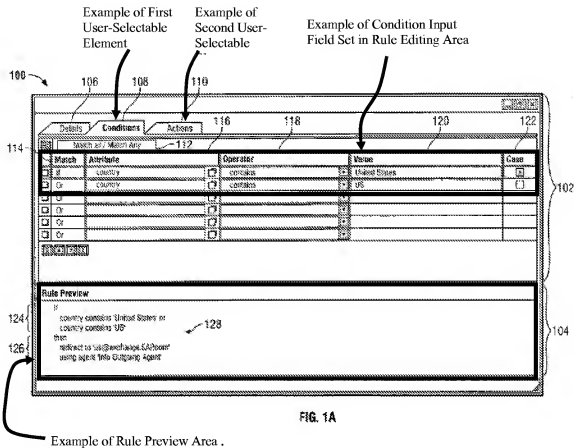 Example of First
User-Selectable
Element
Example of
Second User-
Selectable
Example of Condition Input
Field Set in Rule Editing Area
100
106
108
110
116
118
120
122
Details
Conditions
Actions
Match all / Match Any
112
114
Match
Attribute
Operator
Value
Case
If
country
contains
United States
Or
country
contains
US
Or
Or
Or
Or
102
Rule Preview
If
country contains 'United States' or
country contains 'US'
then
redirect to
using agent 'Info Outgoing Agent'
124
126
128
104
FIG. 1A
Example of Rule Preview Area .